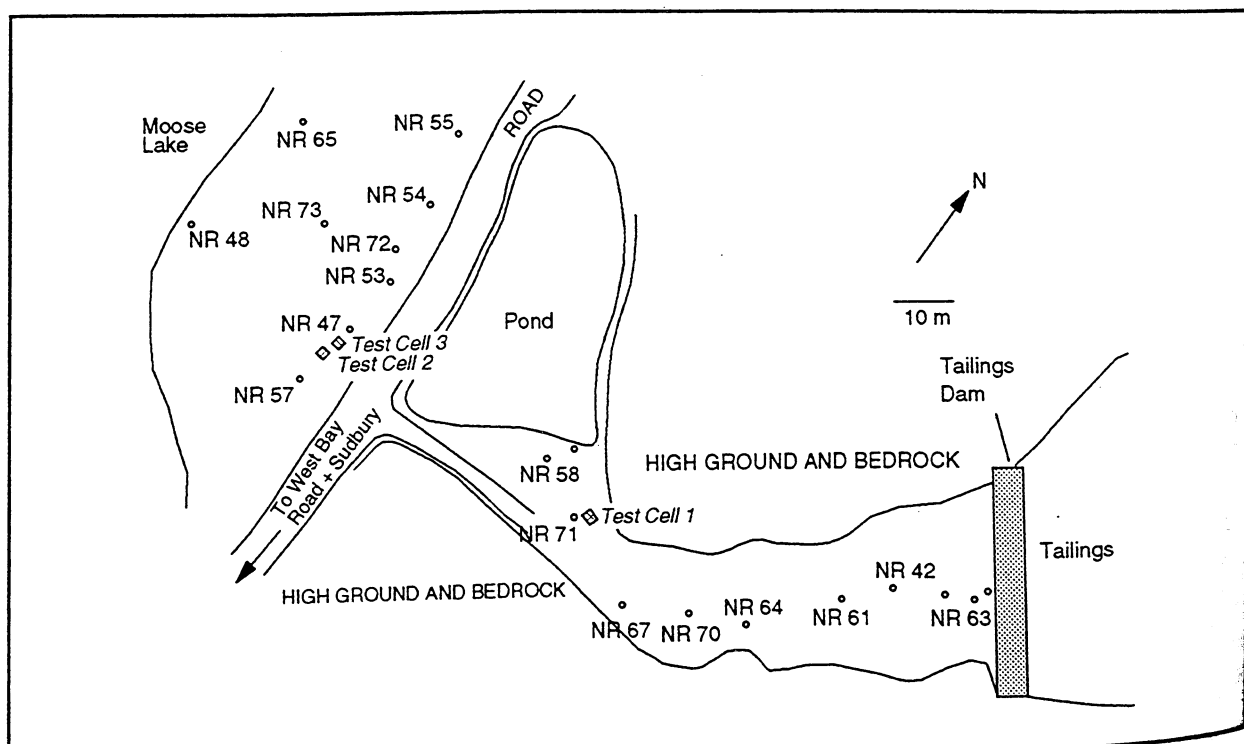 Moose
Lake
NR 65
NR 55
ROAD
NR 54
NR 73
NR 48
NR 72
NR 53
N
10 m
NR 47
Test Cell 3
Test Cell 2
Pond
NR 57
Tailings
Dam
To West Bay
Road + Sudbury
NR 58
HIGH GROUND AND BEDROCK
NR 71
Test Cell 1
Tailings
HIGH GROUND AND BEDROCK
NR 42
NR 64
NR 67
NR 70
NR 61
NR 63